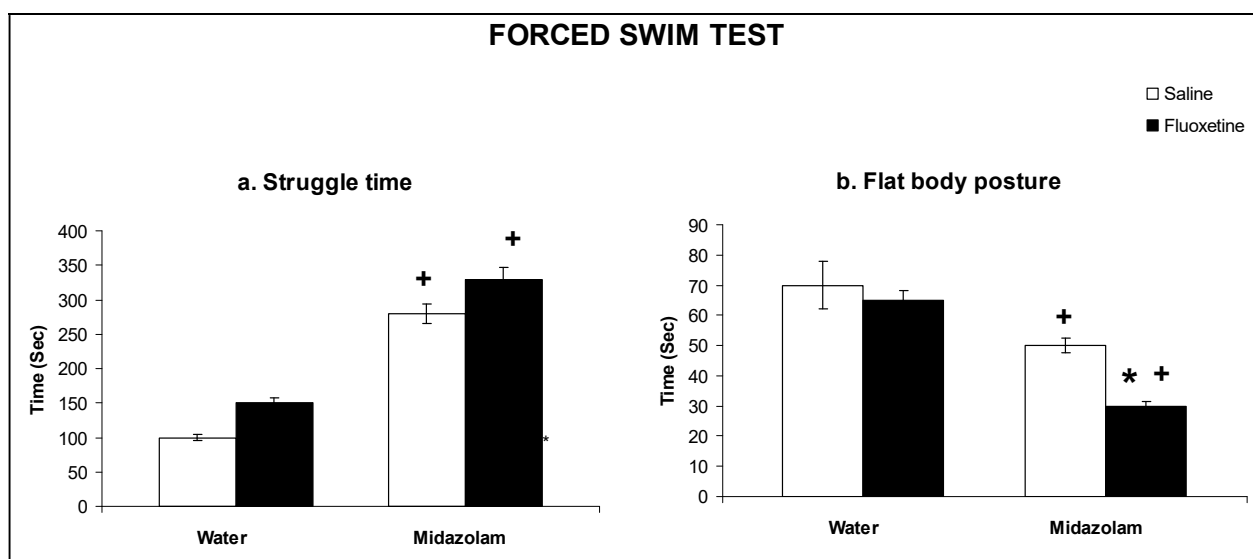 FORCED SWIM TEST
Saline
Fluoxetine
a. Struggle time
Time (Sec)
400
350
300
250
200
150
100
50
0
+
+
*
Water Midazolam
b. Flat body posture
Time (Sec)
90
80
70
60
50
40
30
20
10
0
+
* +
Water Midazolam